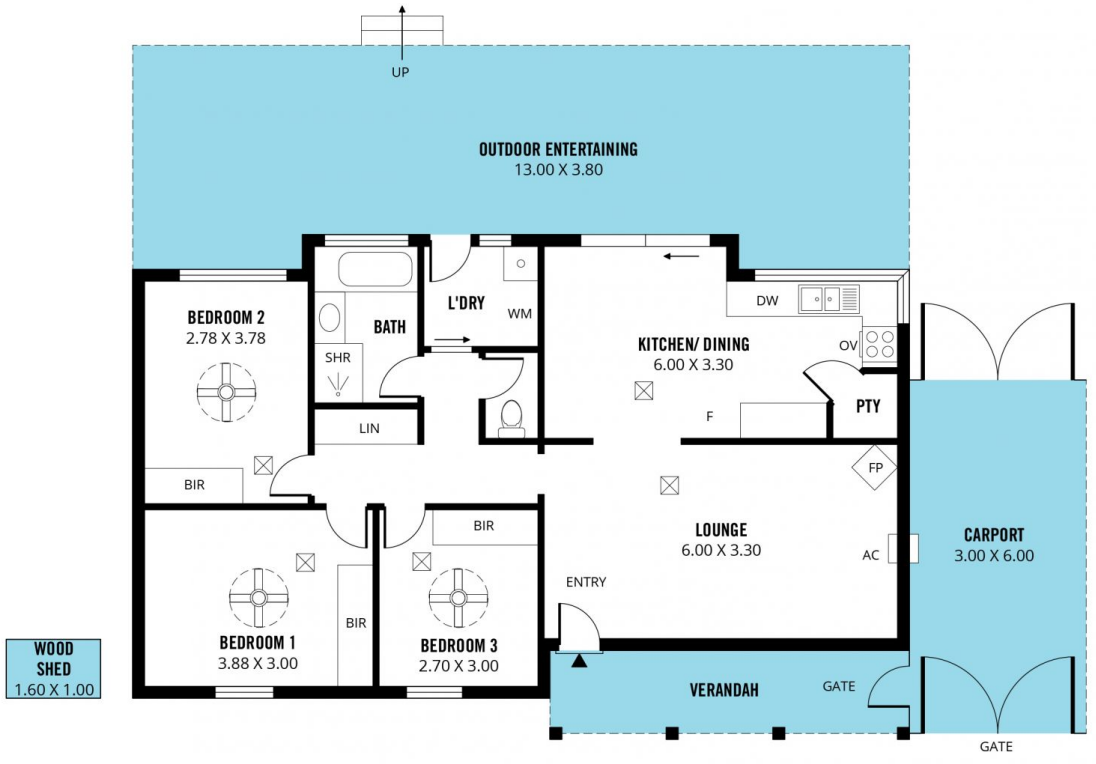 UP
OUTDOOR ENTERTAINING
13.00 X 3.80
BEDROOM 2
2.78 X 3.78
BATH
L'DRY
WM
SHR
DW
KITCHEN/ DINING
6.00 X 3.30
OV
PTY
F
LIN
BIR
FP
BIR
LOUNGE
6.00 X 3.30
AC
CARPORT
3.00 X 6.00
ENTRY
BIR
BEDROOM 1
3.88 X 3.00
BEDROOM 3
2.70 X 3.00
WOOD
SHED
1.60 X 1.00
VERANDAH
GATE
GATE